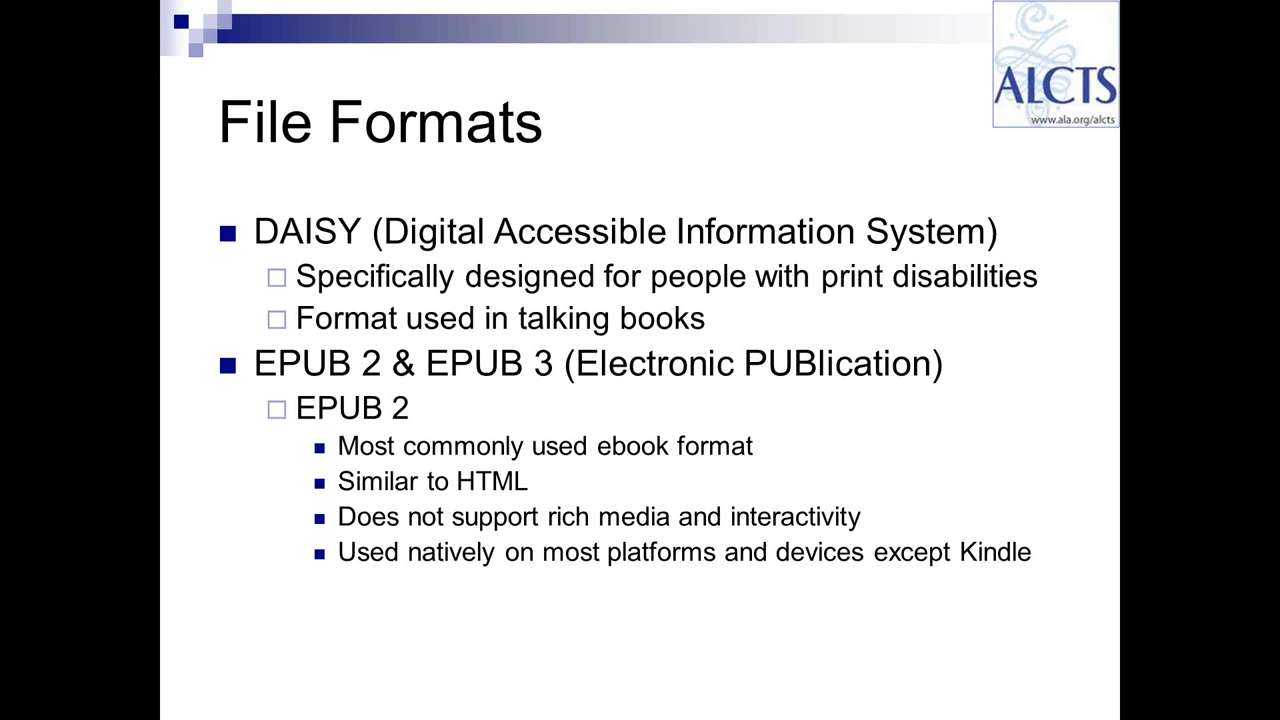 ALCTS
www.ala.org/alcts
File Formats
DAISY (Digital Accessible Information System)
Specifically designed for people with print disabilities
Format used in talking books
EPUB 2 & EPUB 3 (Electronic PUBlication)
EPUB 2
Most commonly used ebook format
Similar to HTML
Does not support rich media and interactivity
Used natively on most platforms and devices except Kindle